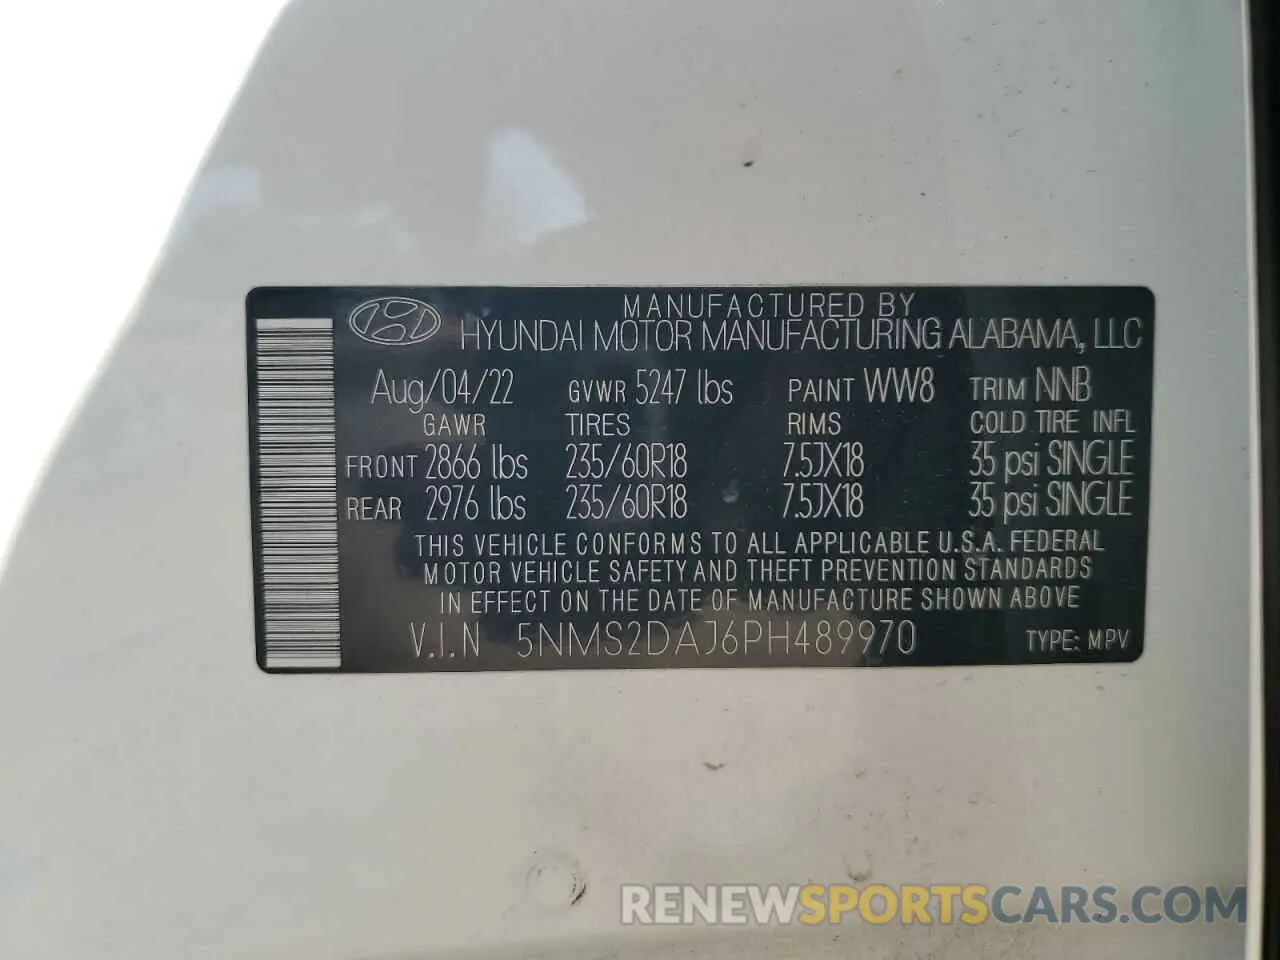 MANUFACTURED BY
HYUNDAI MOTOR MANUFACTURING ALABAMA, LLC
Aug/04/22 GVWR 5247 lbs PAINT WW8 TRIM NNB
GAWR TIRES RIMS COLD TIRE INFL
FRONT 2866 lbs 235/60R18 7.5JX18 35 psi SINGLE
REAR 2976 lbs 235/60R18 7.5JX18 35 psi SINGLE
THIS VEHICLE CONFORMS TO ALL APPLICABLE U.S.A. FEDERAL
MOTOR VEHICLE SAFETY AND THEFT PREVENTION STANDARDS
IN EFFECT ON THE DATE OF MANUFACTURE SHOWN ABOVE
V.I.N 5NMS2DAJ6PH489970 TYPE: MPV
RENEWSPORTSCARS.COM